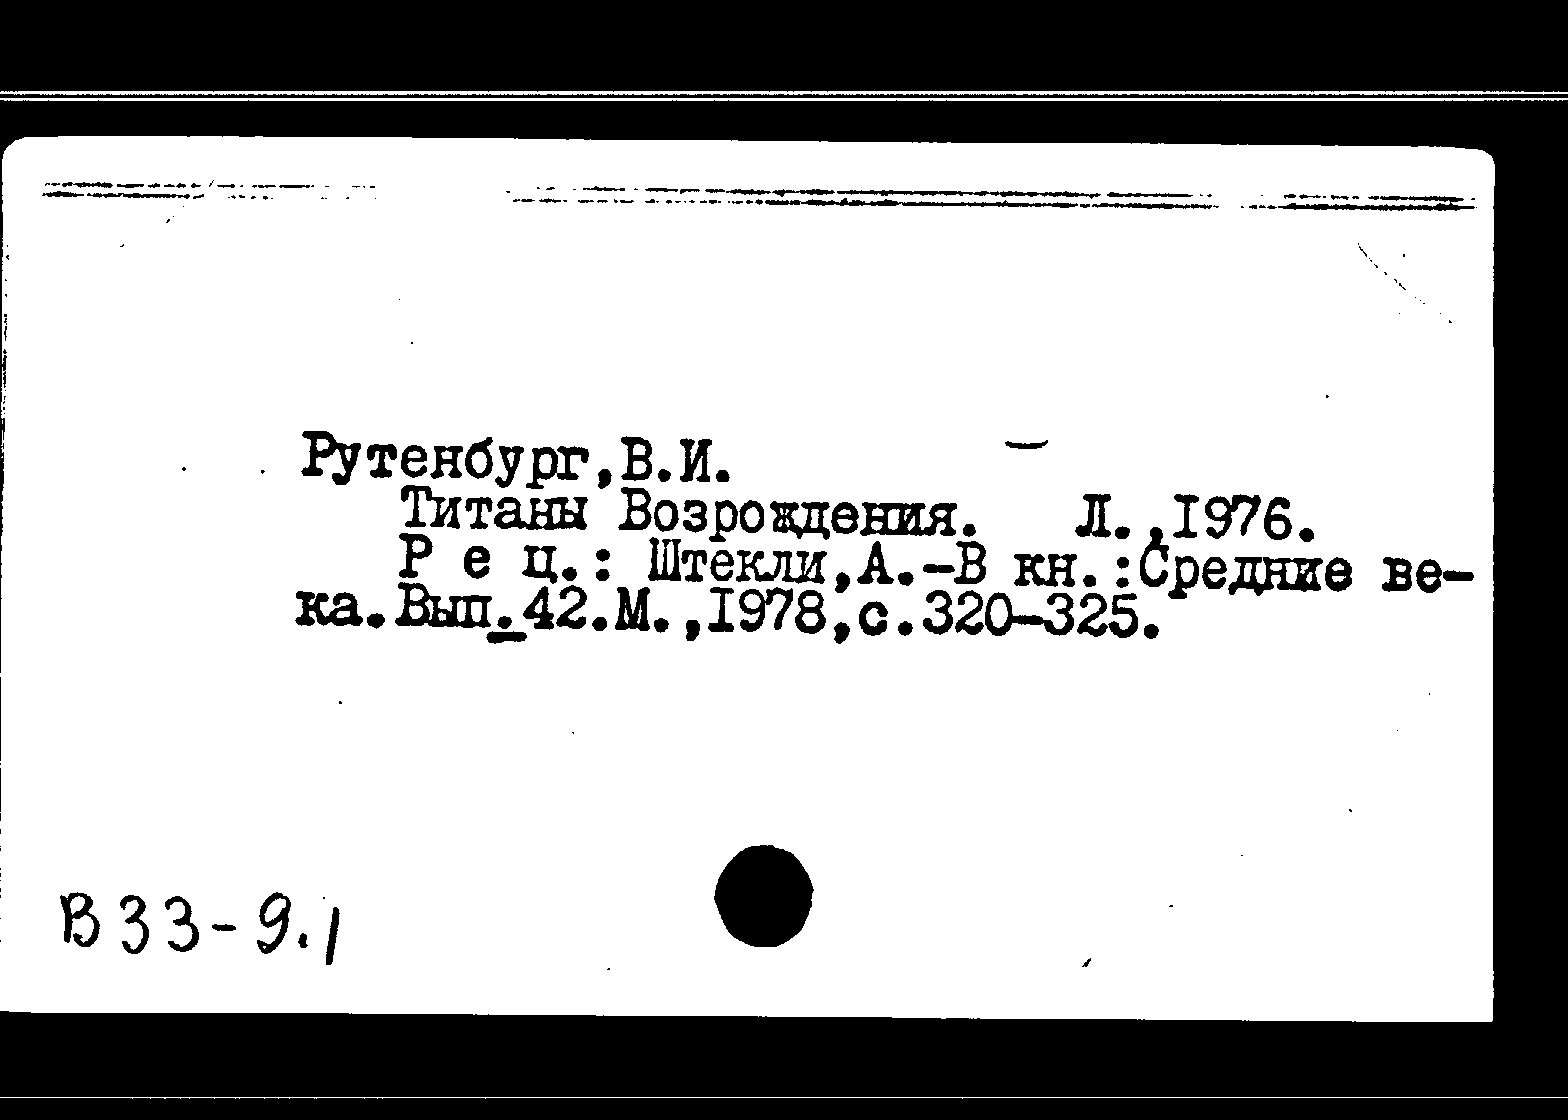 Рутенбург,В.И.
Титаны Возрождения. Л.,1976.
Р е ц.: Штекли,А.-В кн.:Средние ве-
ка.Вып.42.М.,1978,с.320-325.
В33-9.1